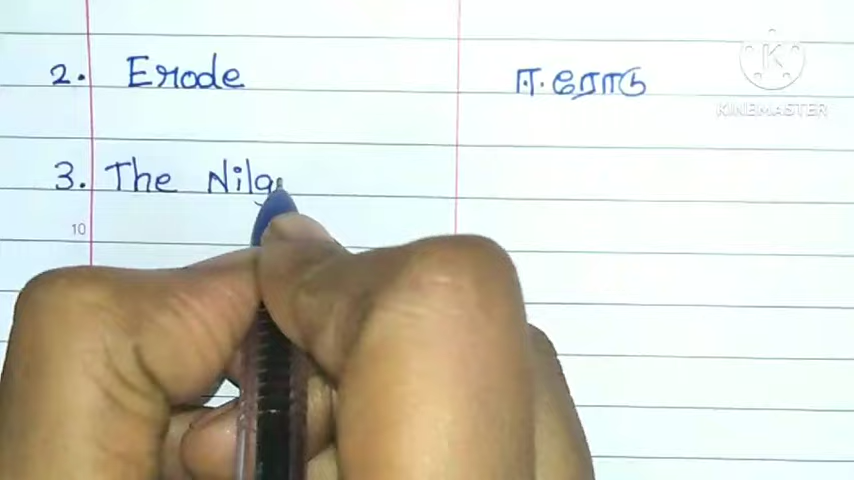 2. Erode ஈரோடு
3. The Nilg
10
KINEMASTER